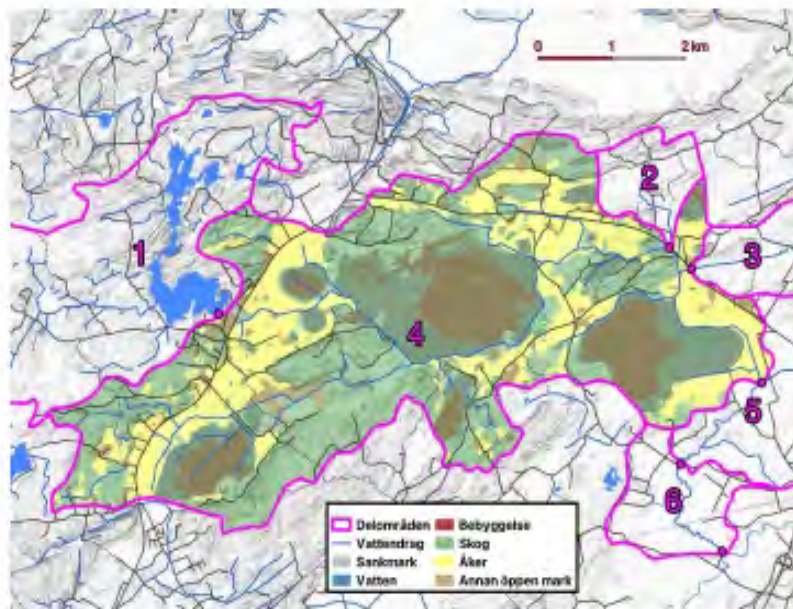 0 1 2 km
2
1
3
4
5
6
Delområden Bebyggelse
Vattendrag Skog
Sankmark Åker
Vatten Annan öppen mark